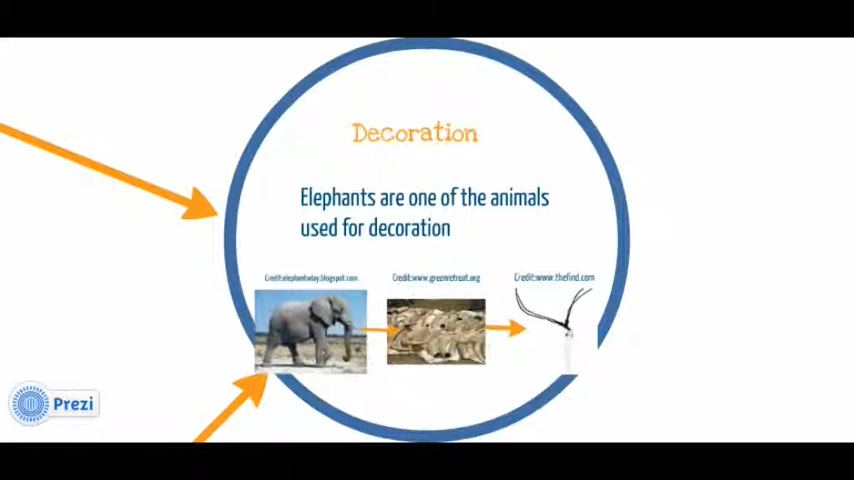 Decoration
Elephants are one of the animals
used for decoration
Credit:elephantday.blogspot.com
Credit:www.greenretreat.org
Credit:www.thefind.com
Prezi